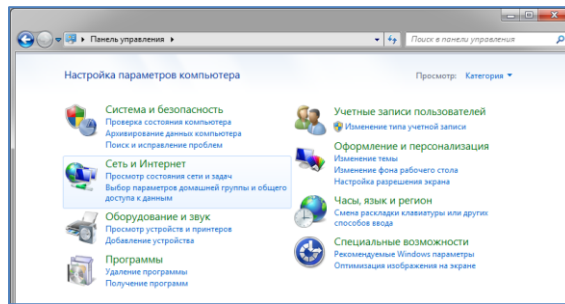 Панель управления
Поиск в панели управления
Настройка параметров компьютера
Просмотр: Категория
Система и безопасность
Проверка состояния компьютера
Архивирование данных компьютера
Поиск и исправление проблем
Сеть и Интернет
Просмотр состояния сети и задач
Выбор параметров домашней группы и общего
доступа к данным
Оборудование и звук
Просмотр устройств и принтеров
Добавление устройства
Программы
Удаление программы
Получение программ
Учетные записи пользователей
Изменение типа учетной записи
Оформление и персонализация
Изменение темы
Изменение фона рабочего стола
Настройка разрешения экрана
Часы, язык и регион
Смена раскладки клавиатуры или других
способов ввода
Специальные возможности
Рекомендуемые Windows параметры
Оптимизация изображения на экране